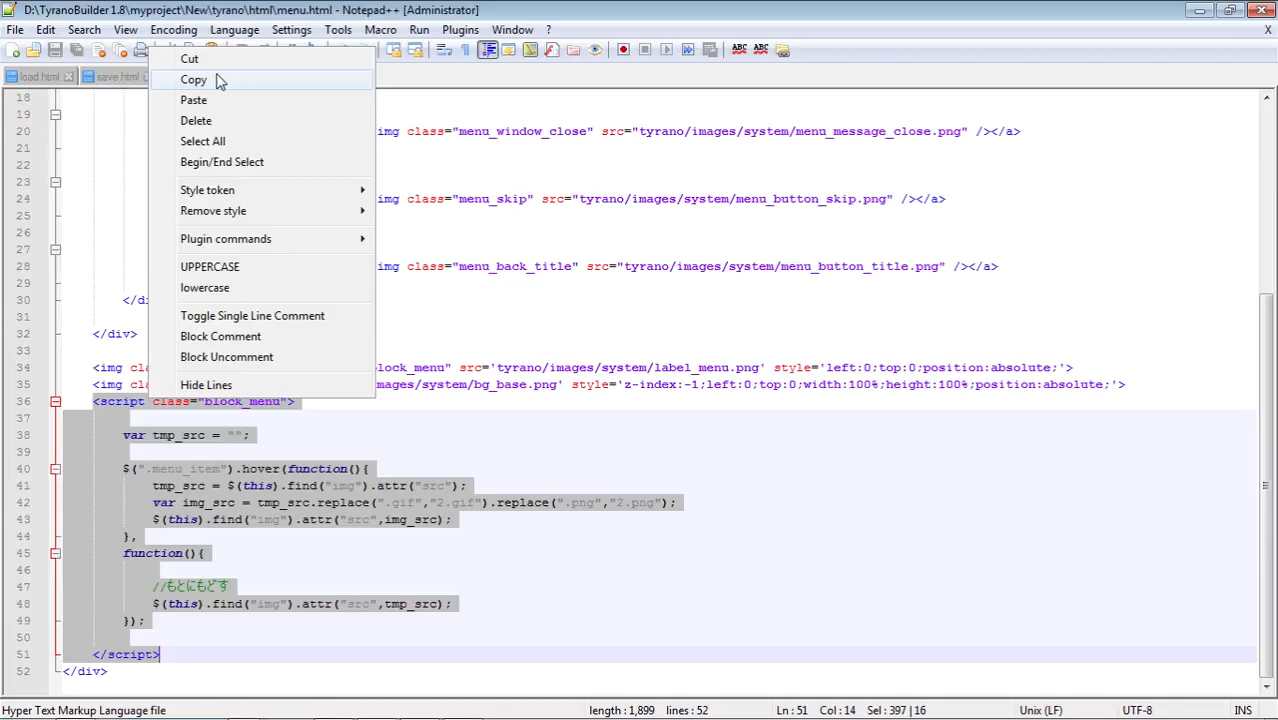 D:\TyranoBuilder 1.8\myproject\New\tyrano\html\menu.html - Notepad++ [Administrator]
File Edit Search View Encoding Language Settings Tools Macro Run Plugins Window ? X
load.html save.html
Cut
Copy
Paste
Delete
Select All
Begin/End Select
Style token
Remove style
Plugin commands
UPPERCASE
lowercase
Toggle Single Line Comment
Block Comment
Block Uncomment
Hide Lines
18
19
20 img class="menu_window_close" src="tyrano/images/system/menu_message_close.png" /></a>
21
22
23
24 img class="menu_skip" src="tyrano/images/system/menu_button_skip.png" /></a>
25
26
27
28 img class="menu_back_title" src="tyrano/images/system/menu_button_title.png" /></a>
29
30 </di
31
32 </div>
33
34 <img class lock_menu" src='tyrano/images/system/label_menu.png' style='left:0;top:0;position:absolute;'>
35 <img class mages/system/bg_base.png' style='z-index:-1;left:0;top:0;width:100%;height:100%;position:absolute;'>
36 <script class="block_menu">
37
38 var tmp_src = "";
39
40 $(".menu_item").hover(function(){
41 tmp_src = $(this).find("img").attr("src");
42 var img_src = tmp_src.replace(".gif","2.gif").replace(".png","2.png");
43 $(this).find("img").attr("src",img_src);
44 },
45 function(){
46
47 //もとにもどす
48 $(this).find("img").attr("src",tmp_src);
49 });
50
51 </script>
52 </div>
Hyper Text Markup Language file length : 1,899 lines : 52 Ln : 51 Col : 14 Sel : 397 | 16 Unix (LF) UTF-8 INS